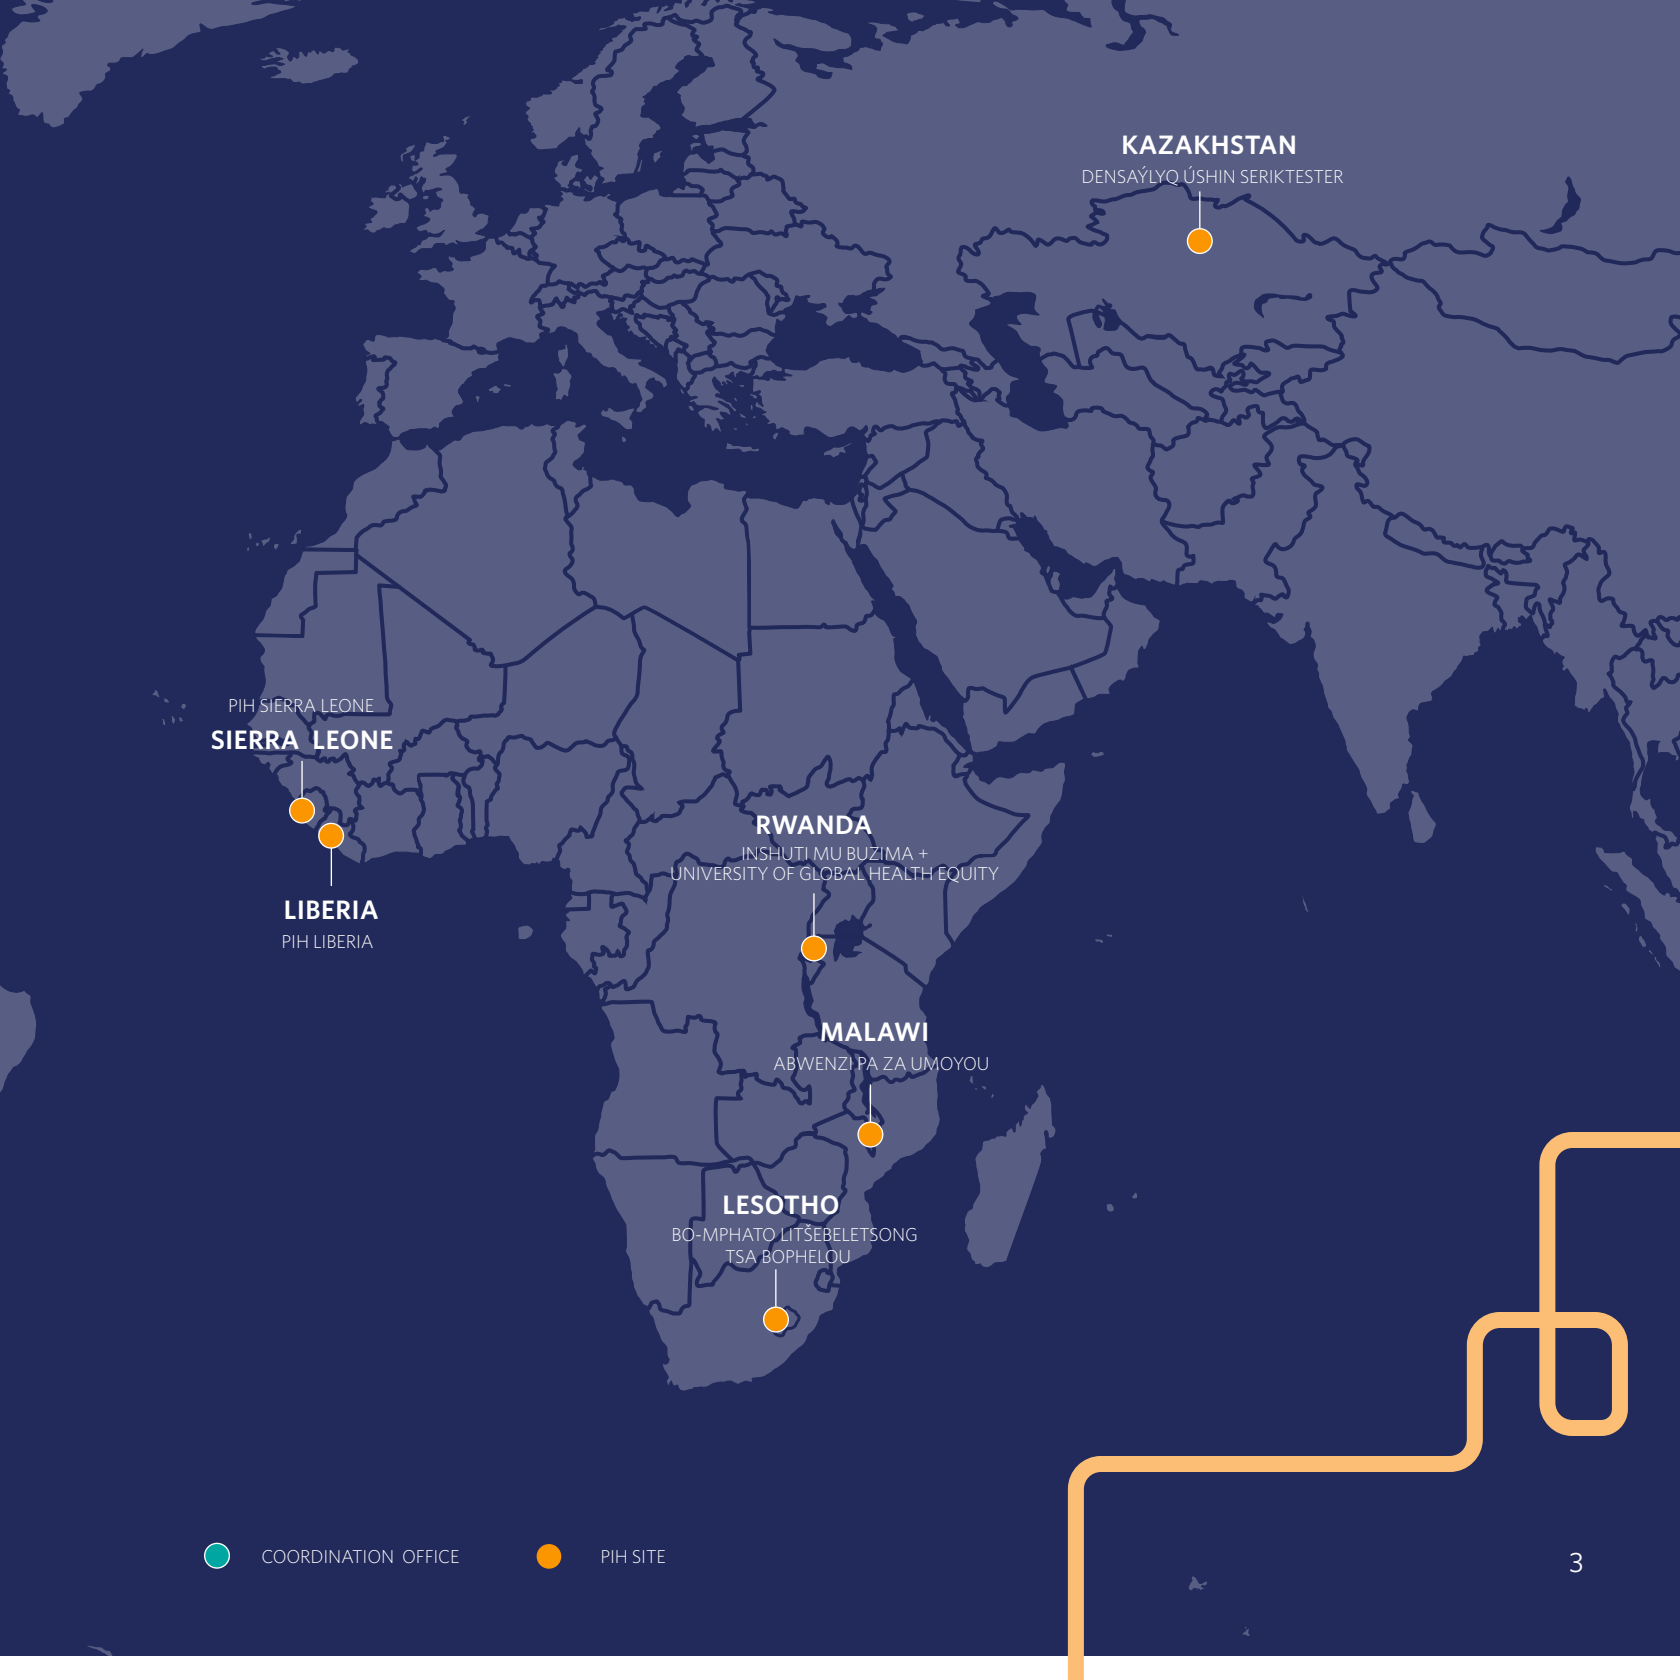 KAZAKHSTAN
DENSAÝLYQ ÚSHIN SERIKTESTER
PIH SIERRA LEONE
SIERRA LEONE
RWANDA
INSHUTI MU BUZIMA +
UNIVERSITY OF GLOBAL HEALTH EQUITY
LIBERIA
PIH LIBERIA
MALAWI
ABWENZI PA ZA UMOYOU
LESOTHO
BO-MPHATO LITŠEBELETSONG
TSA BOPHELOU
COORDINATION OFFICE
PIH SITE
3